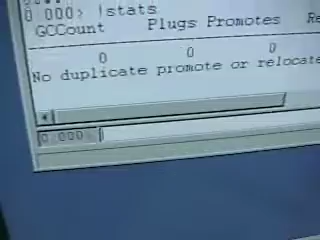 0:000> !stats
GCCount Plugs Promotes
0 0 0
No duplicate promote or relocate
0:000>